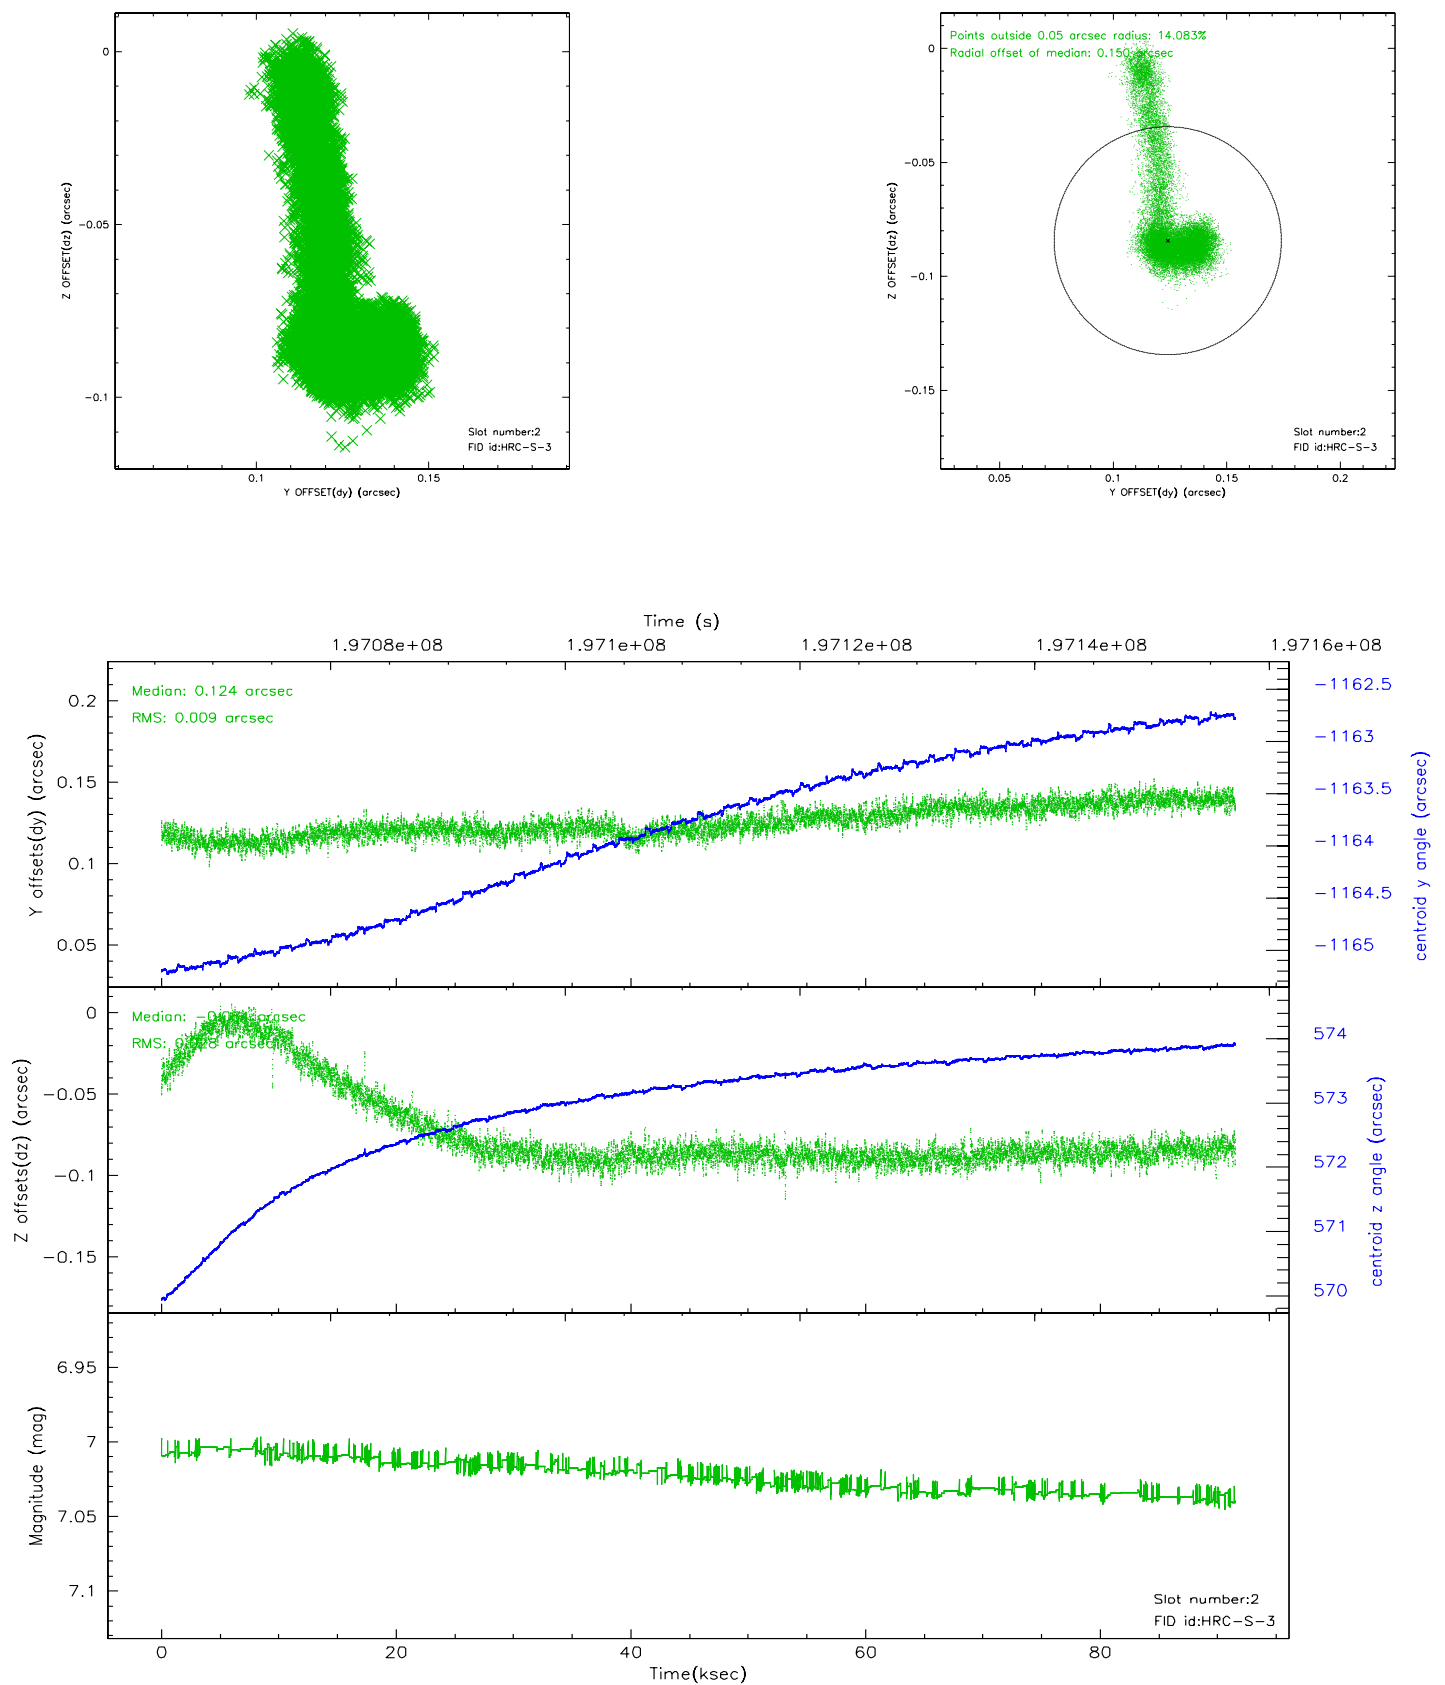 0
-0.05
-0.1
Z OFFSET(dz) (arcsec)
0.1
0.15
Y OFFSET(dy) (arcsec)
Slot number:2
FID id:HRC-S-3
Points outside 0.05 arcsec radius: 14.083%
Radial offset of median: 0.150 arcsec
0
-0.05
-0.1
-0.15
Z OFFSET(dz) (arcsec)
0.05
0.1
0.15
0.2
Y OFFSET(dy) (arcsec)
Slot number:2
FID id:HRC-S-3
Time (s)
1.9708e+08
1.971e+08
1.9712e+08
1.9714e+08
1.9716e+08
Median: 0.124 arcsec
RMS: 0.009 arcsec
0.2
0.15
0.1
0.05
Y offsets(dy) (arcsec)
-1162.5
-1163
-1163.5
-1164
-1164.5
-1165
centroid y angle (arcsec)
Median: arcsec
RMS: arcsec
0
-0.05
-0.1
-0.15
Z offsets(dz) (arcsec)
574
573
572
571
570
centroid z angle (arcsec)
6.95
7
7.05
7.1
Magnitude (mag)
Slot number:2
FID id:HRC-S-3
0
20
40
60
80
Time(ksec)